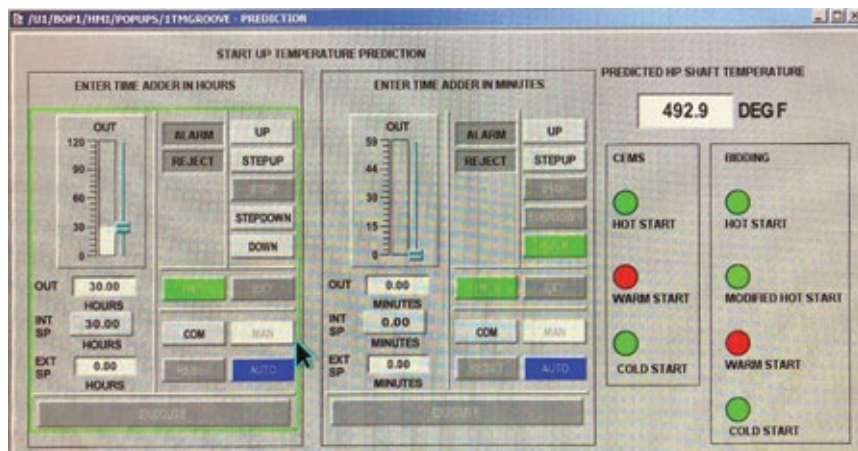 /U1/BOP1/HMI/POPUPS/1TMGROOVE - PREDICTION
START UP TEMPERATURE PREDICTION
ENTER TIME ADDER IN HOURS
OUT
120
90
60
30
0
ALARM
REJECT
UP
STEPUP
STOP
STEPDOWN
DOWN
OUT
30.00
HOURS
INT SP
30.00
HOURS
EXT SP
0.00
HOURS
EXT
COM
MAN
AUTO
EXECUTE
ENTER TIME ADDER IN MINUTES
OUT
59
44
30
15
0
ALARM
REJECT
UP
STEPUP
STOP
STEPDOWN
OUT
0.00
MINUTES
INT SP
0.00
MINUTES
EXT SP
0.00
MINUTES
EXT
COM
MAN
AUTO
EXECUTE
PREDICTED HP SHAFT TEMPERATURE
492.9 DEG F
CEMS
HOT START
WARM START
COLD START
BIDDING
HOT START
MODIFIED HOT START
WARM START
COLD START